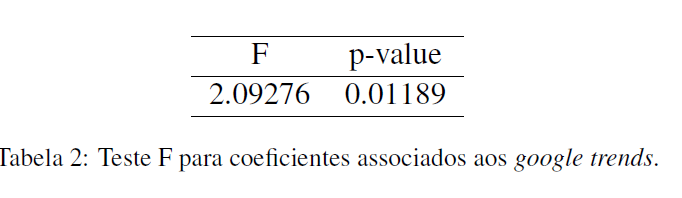 F p-value
2.09276 0.01189
Tabela 2: Teste F para coeficientes associados aos google trends.